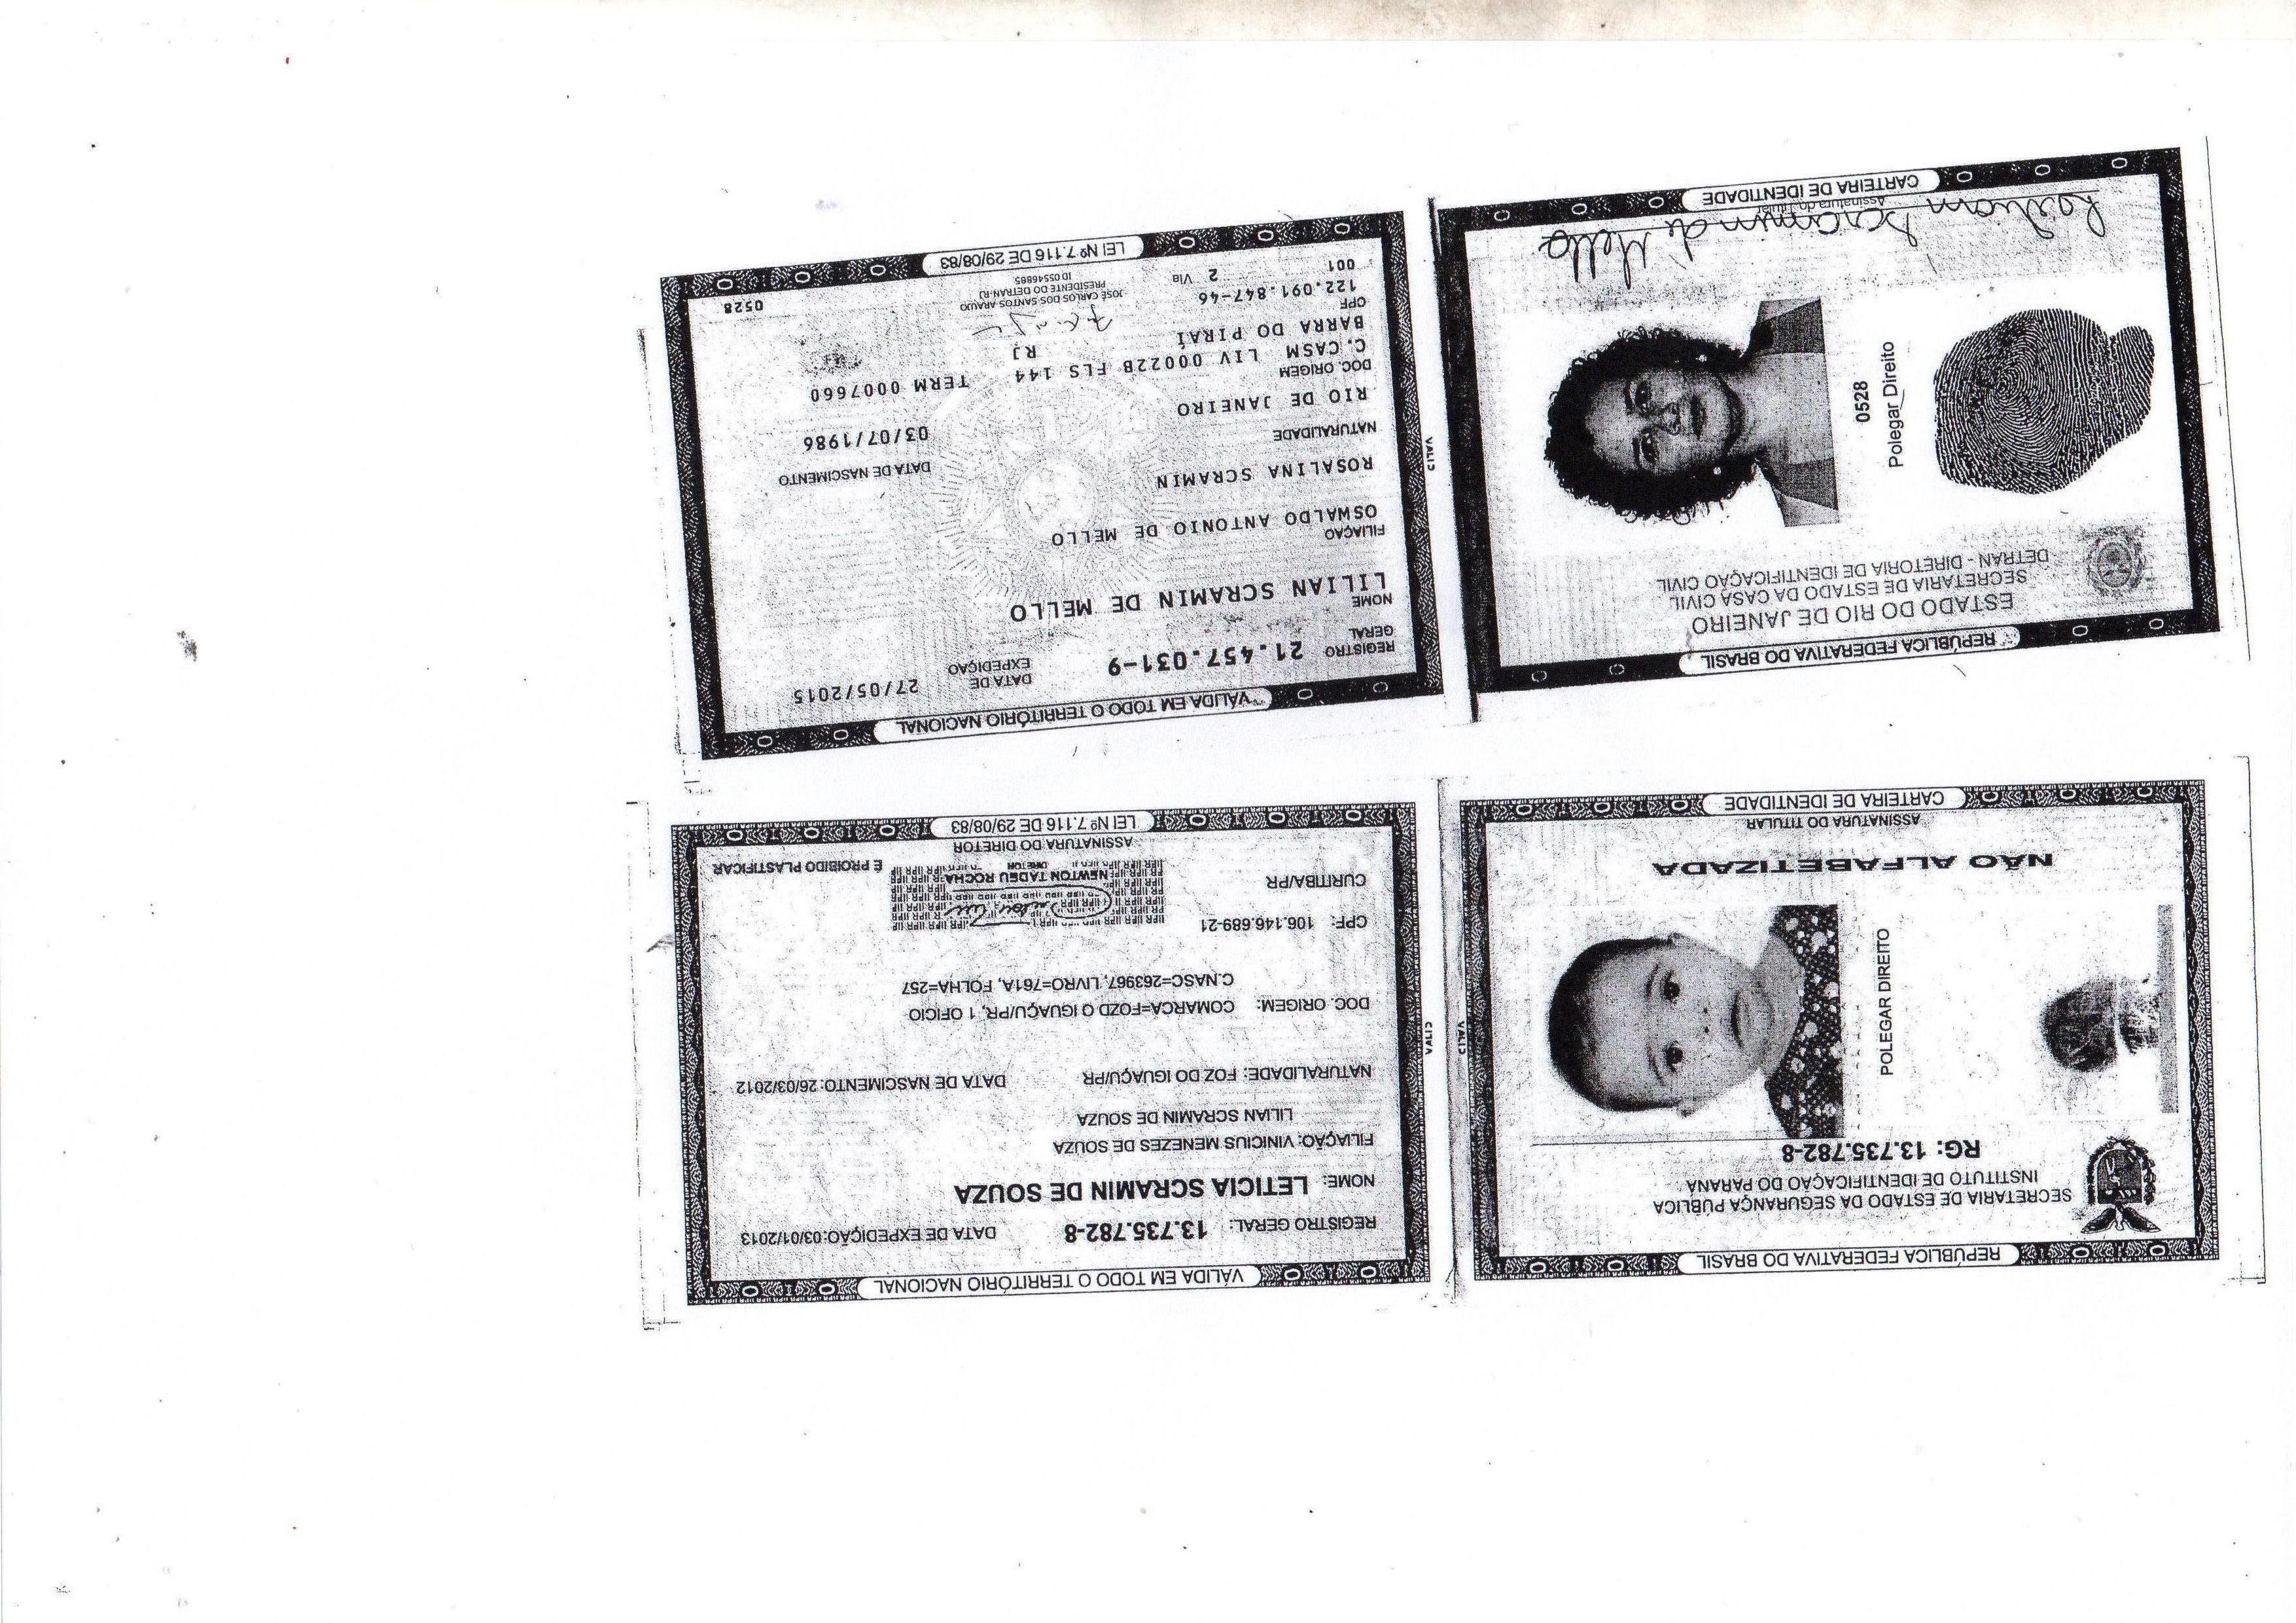 REPÚBLICA FEDERATIVA DO BRASIL
SECRETARIA DE ESTADO DA SEGURANÇA PÚBLICA
INSTITUTO DE IDENTIFICAÇÃO DO PARANÁ
RG: 13.735.782-8
POLEGAR DIREITO
NÃO ALFABETIZADA
ASSINATURA DO TITULAR
CARTEIRA DE IDENTIDADE
VÁLIDA EM TODO O TERRITÓRIO NACIONAL
REGISTRO GERAL: 13.735.782-8 DATA DE EXPEDIÇÃO:03/01/2013
NOME: LETICIA SCRAMIN DE SOUZA
FILIAÇÃO: VINICIUS MENEZES DE SOUZA
LILIAN SCRAMIN DE SOUZA
NATURALIDADE: FOZ DO IGUAÇU/PR DATA DE NASCIMENTO: 26/03/2012
DOC. ORIGEM: COMARCA=FOZD O IGUAÇU/PR, 1 OFICIO
C.NASC=263967, LIVRO=761A, FOLHA=257
CPF: 106.146.689-21
CURITIBA/PR
NEWTON TADEU ROCHA
DIRETOR
É PROIBIDO PLASTIFICAR
ASSINATURA DO DIRETOR
LEI Nº 7.116 DE 29/08/83
VALID
VALID
REPÚBLICA FEDERATIVA DO BRASIL
ESTADO DO RIO DE JANEIRO
SECRETARIA DE ESTADO DA CASA CIVIL
DETRAN - DIRETORIA DE IDENTIFICAÇÃO CIVIL
0528
Polegar Direito
Lilian Scramin de Mello
Assinatura do Titular
CARTEIRA DE IDENTIDADE
VALID
VÁLIDA EM TODO O TERRITÓRIO NACIONAL
REGISTRO GERAL 21.457.031-9 DATA DE EXPEDIÇÃO 27/05/2015
NOME
LILIAN SCRAMIN DE MELLO
FILIAÇÃO
OSWALDO ANTONIO DE MELLO
ROSALINA SCRAMIN
NATURALIDADE DATA DE NASCIMENTO
RIO DE JANEIRO 03/07/1986
DOC. ORIGEM
C.CASM LIV 00022B FLS 144 TERM 0007660
BARRA DO PIRAÍ RJ
CPF
122.091.847-46
001 2 Via
JOSÉ CARLOS DOS SANTOS ARAUJO
PRESIDENTE DO DETRAN-RJ
ID 05546865
0528
LEI Nº 7.116 DE 29/08/83